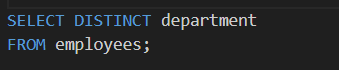 SELECT DISTINCT department
FROM employees;